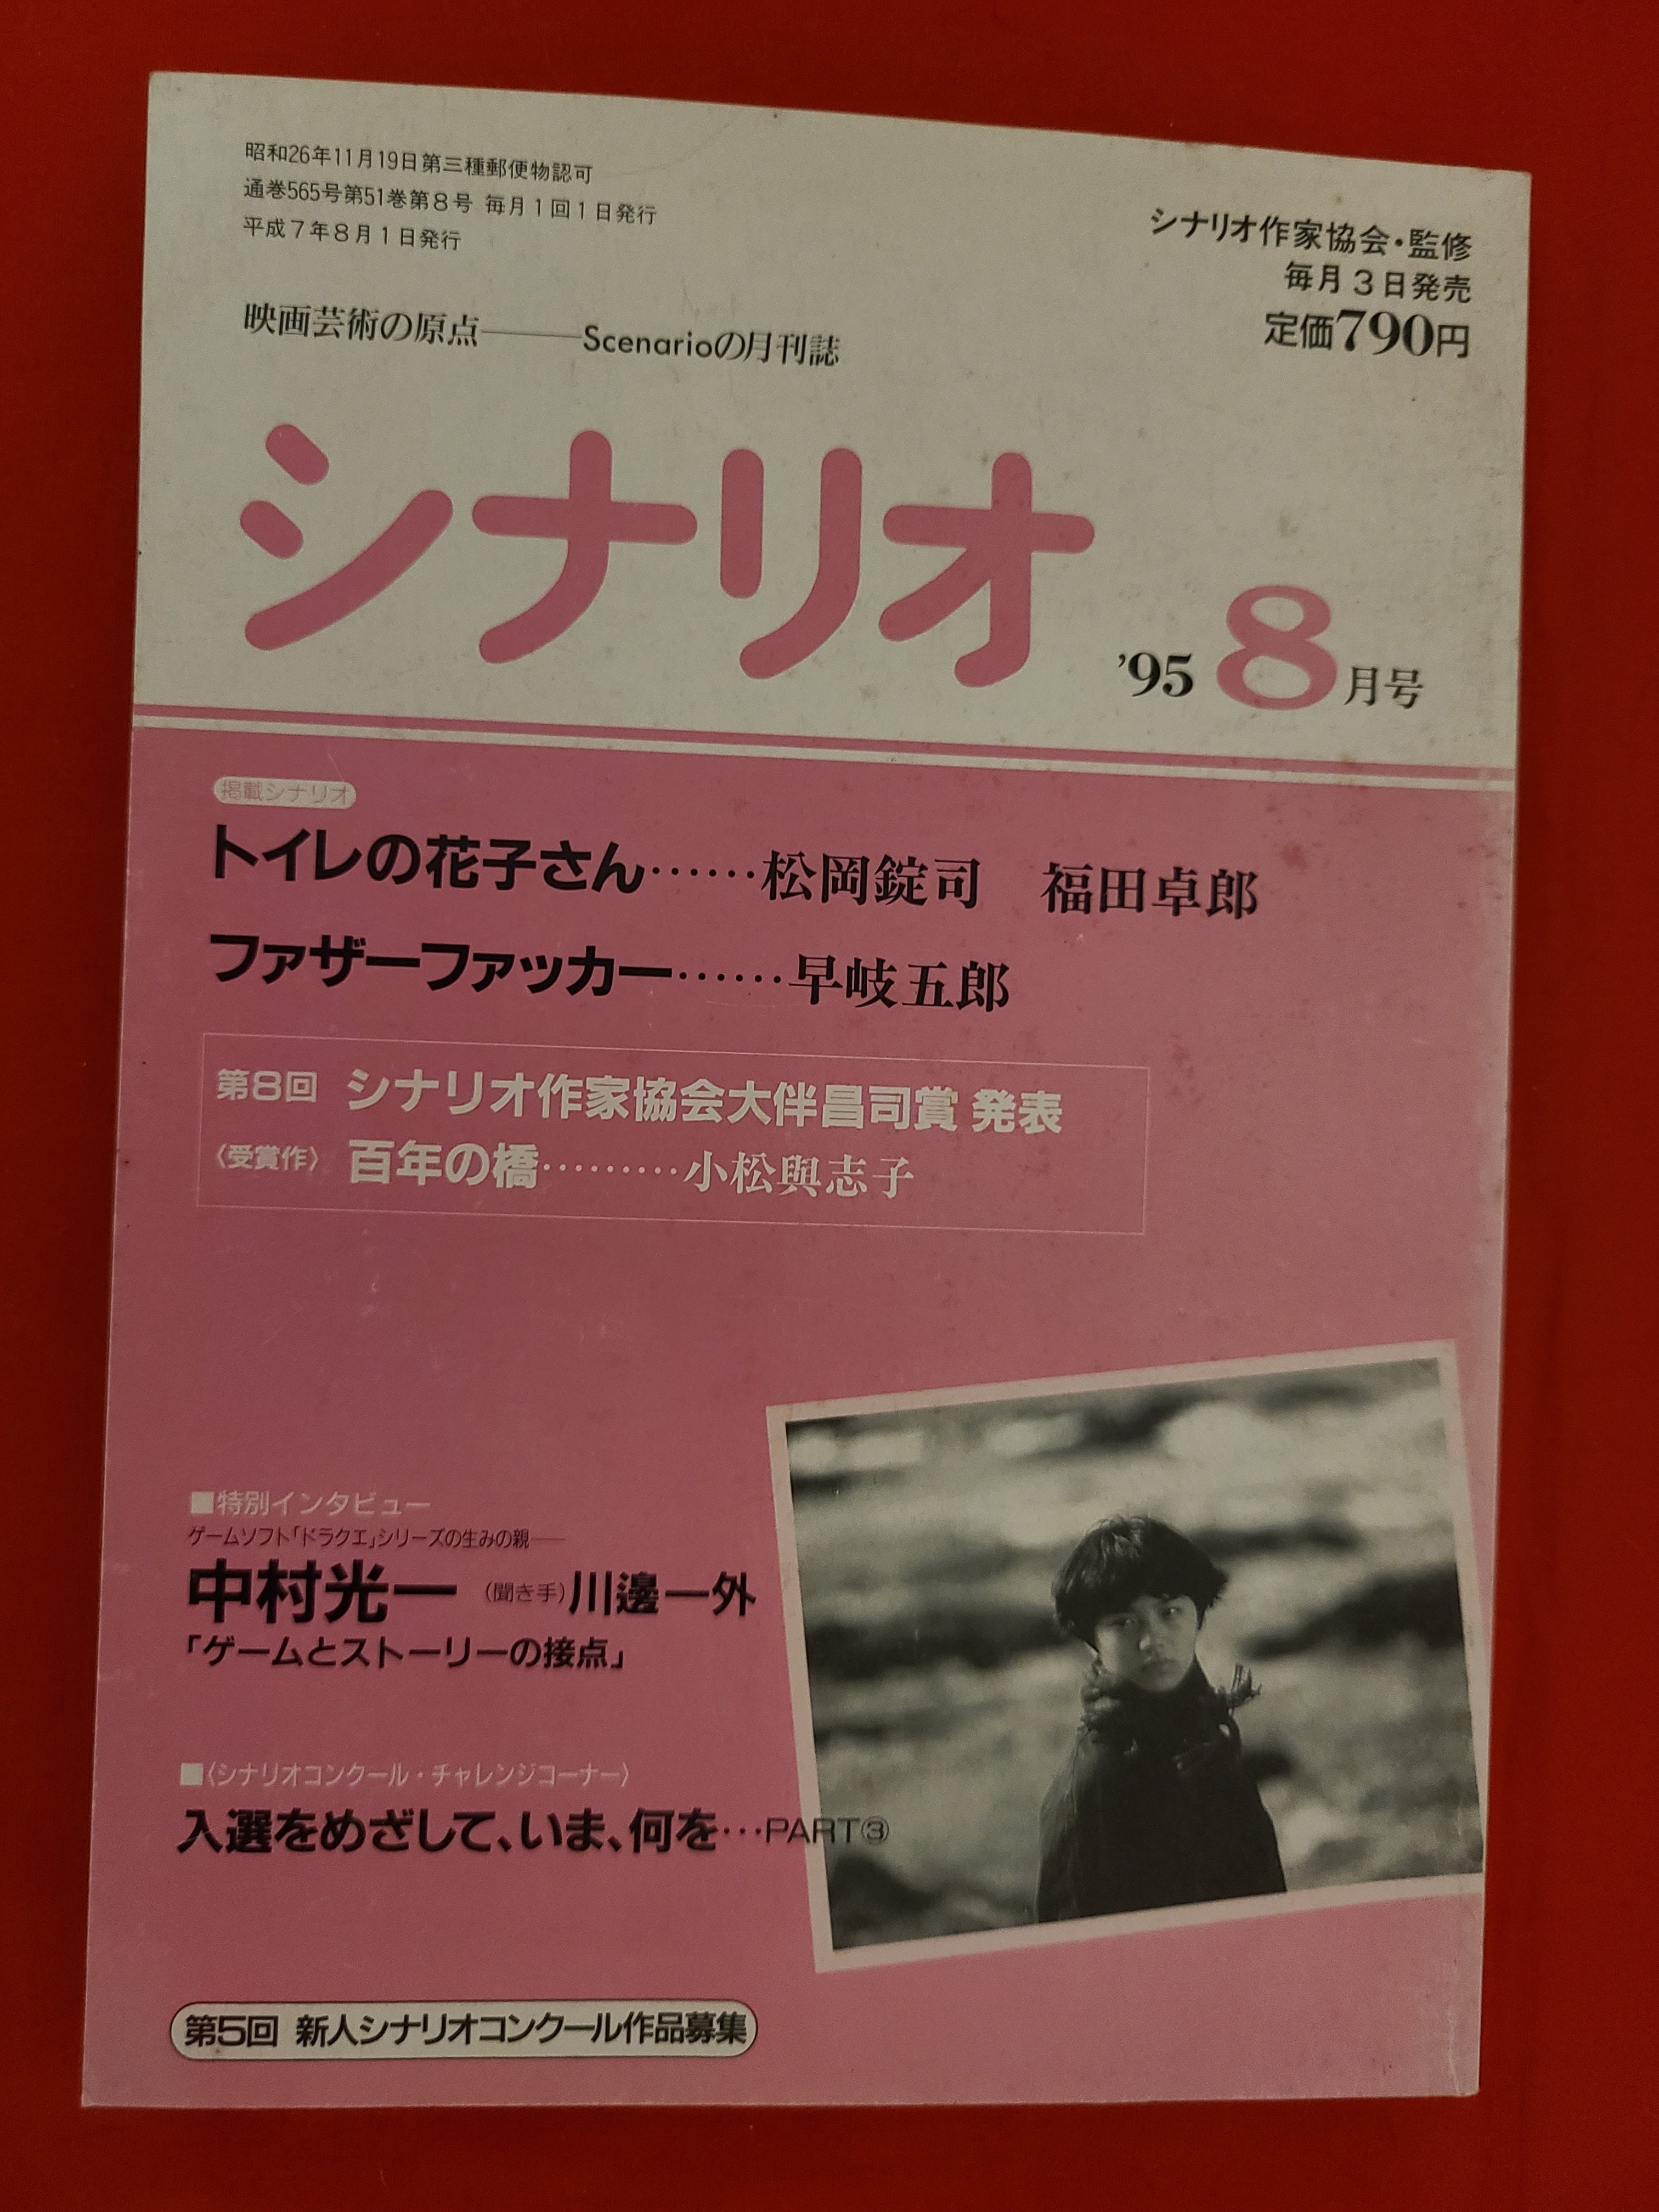 昭和26年11月19日第三種郵便物認可
通巻565号第51巻第8号 毎月1回1日発行
平成7年8月1日発行
シナリオ作家協会・監修
毎月3日発売
定価790円
映画芸術の原点――Scenarioの月刊誌
シナリオ
'95 8月号
掲載シナリオ
トイレの花子さん……松岡錠司　福田卓郎
ファザーファッカー……早岐五郎
第8回 シナリオ作家協会大伴昌司賞 発表
〈受賞作〉 百年の橋………小松與志子
■特別インタビュー
ゲームソフト「ドラクエ」シリーズの生みの親――
中村光一 （聞き手）川邊一外
「ゲームとストーリーの接点」
■〈シナリオコンクール・チャレンジコーナー〉
入選をめざして、いま、何を…PART③
第5回 新人シナリオコンクール作品募集